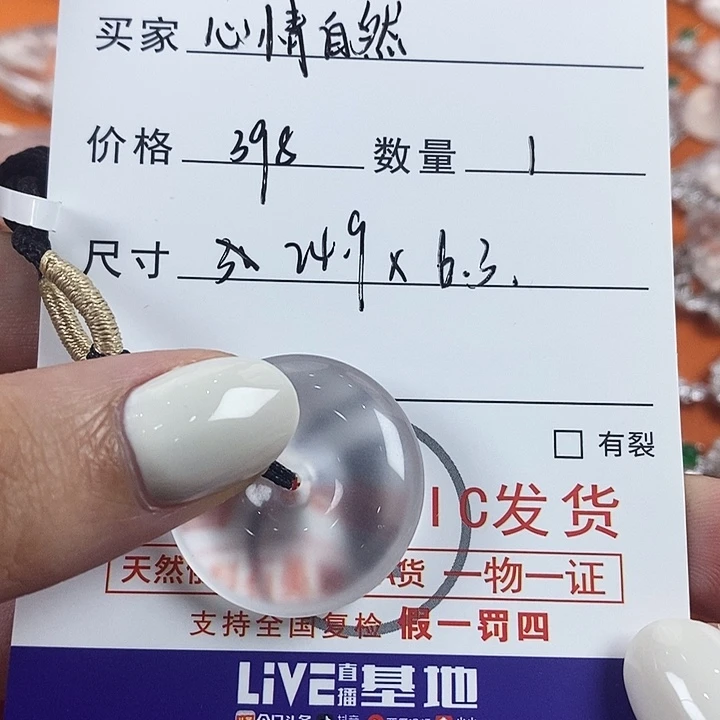 买家 心情自然
价格 398 数量 1
尺寸 24.9 x 6.3.
有裂
IC发货
天然 货 一物一证
支持全国复检 假一罚四
LiVE直播基地